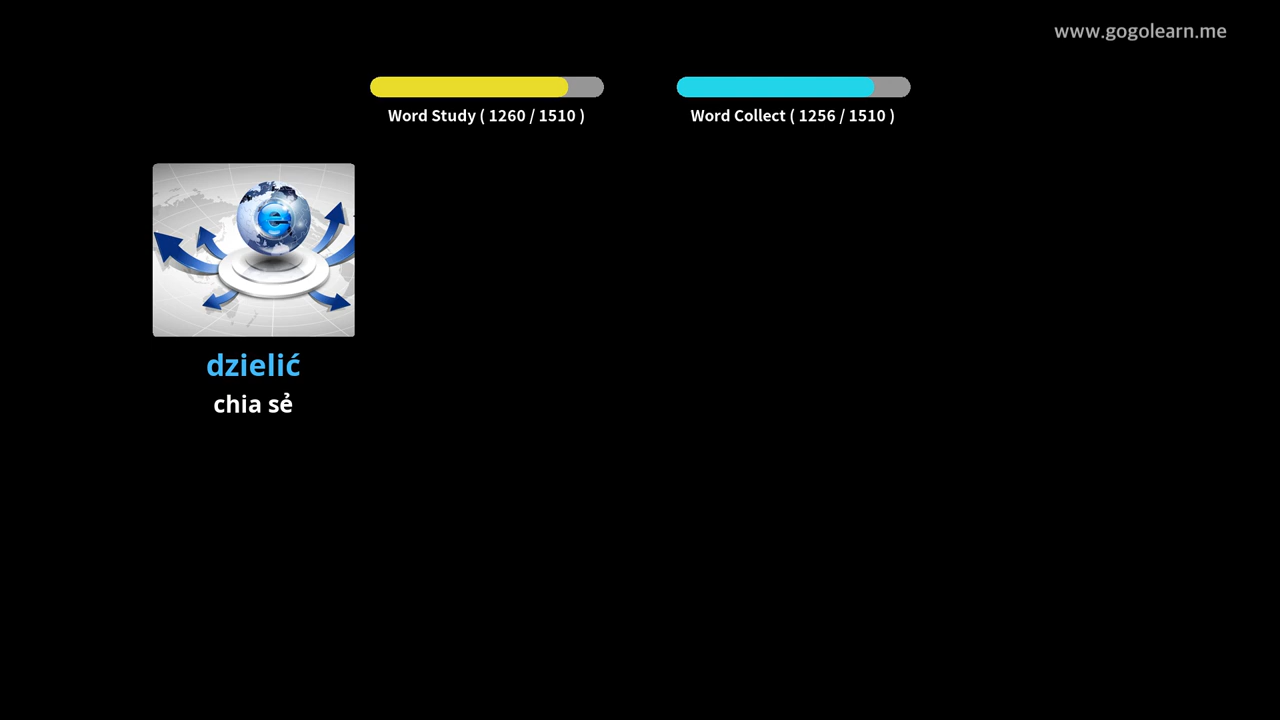 www.gogolearn.me
Word Study ( 1260 / 1510 )
Word Collect ( 1256 / 1510 )
e
dzielić
chia sẻ